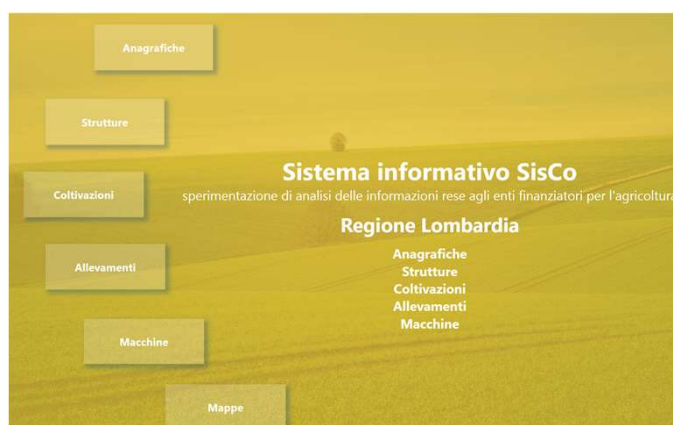 Anagrafiche
Strutture
Coltivazioni
Allevamenti
Macchine
Mappe
Sistema informativo SisCo
sperimentazione di analisi delle informazioni rese agli enti finanziatori per l'agricoltura
Regione Lombardia
Anagrafiche
Strutture
Coltivazioni
Allevamenti
Macchine